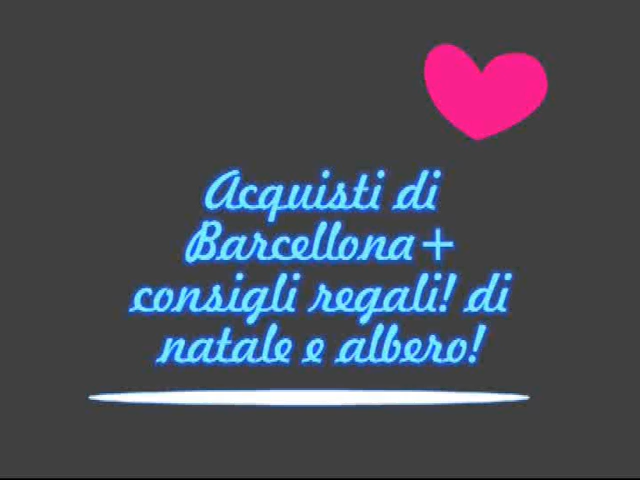 Acquisti di
Barcellona+
consigli regali! di
natale e albero!